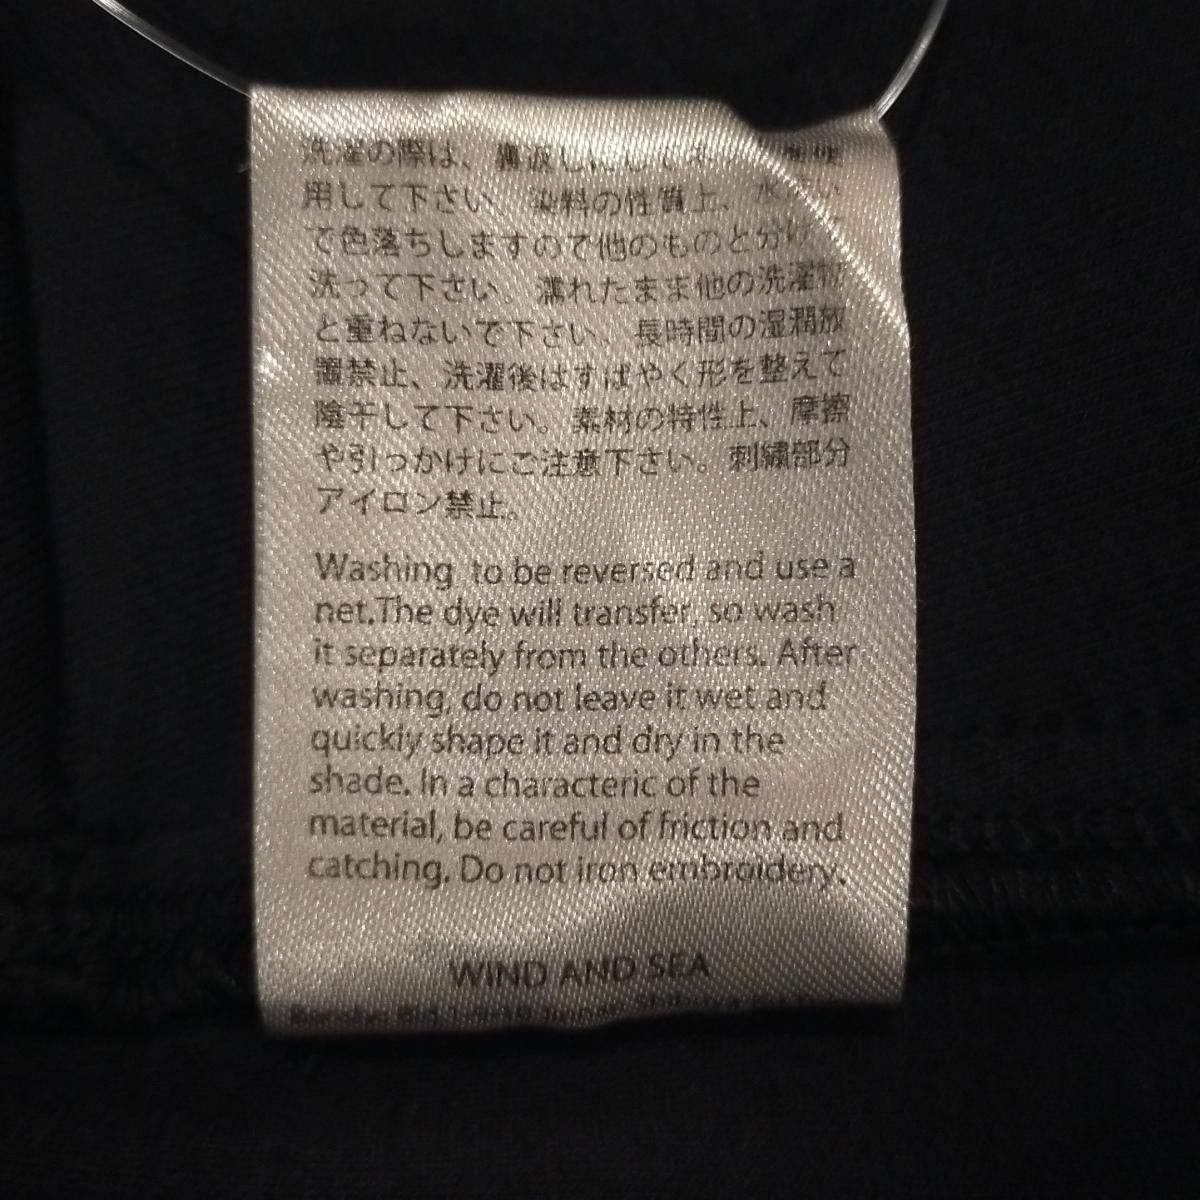 洗濯の際は、裏返しにして
用して下さい、染料の性質上、水洗い
て色落ちしますので他のものと分けて
洗って下さい。濡れたまま他の洗濯物
と重ねないで下さい、長時間の湿潤放
置禁止、洗濯後はすばやく形を整えて
陰干して下さい。素材の特性上、摩擦
や引っかけにご注意下さい。刺繍部分
アイロン禁止。
Washing to be reversed and use a
net.The dye will transfer, so wash
it separately from the others. After
washing, do not leave it wet and
quickly shape it and dry in the
shade. In a characteric of the
material, be careful of friction and
catching. Do not iron embroidery.
WIND AND SEA